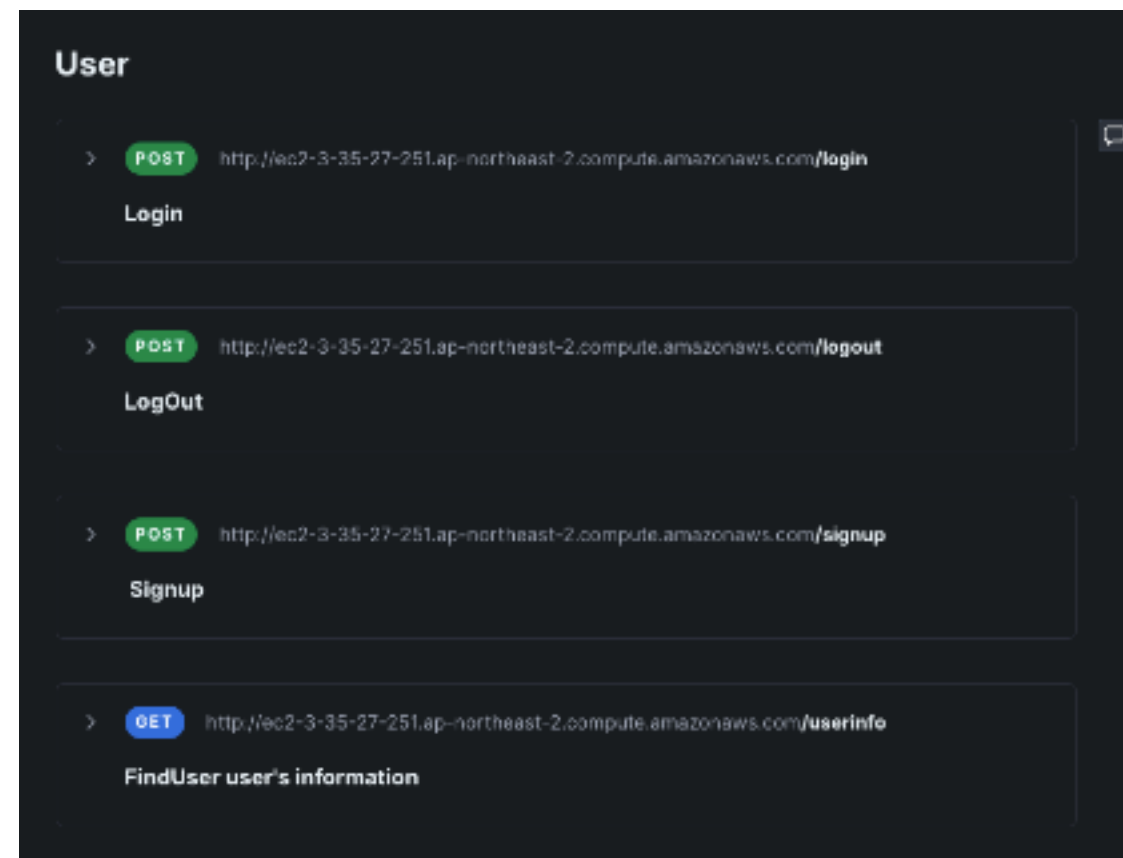 User
POST http://ec2-3-35-27-251.ap-northeast-2.compute.amazonaws.com/login
Login
POST http://ec2-3-35-27-251.ap-northeast-2.compute.amazonaws.com/logout
LogOut
POST http://ec2-3-35-27-251.ap-northeast-2.compute.amazonaws.com/signup
Signup
GET http://ec2-3-35-27-251.ap-northeast-2.compute.amazonaws.com/userinfo
FindUser user's information